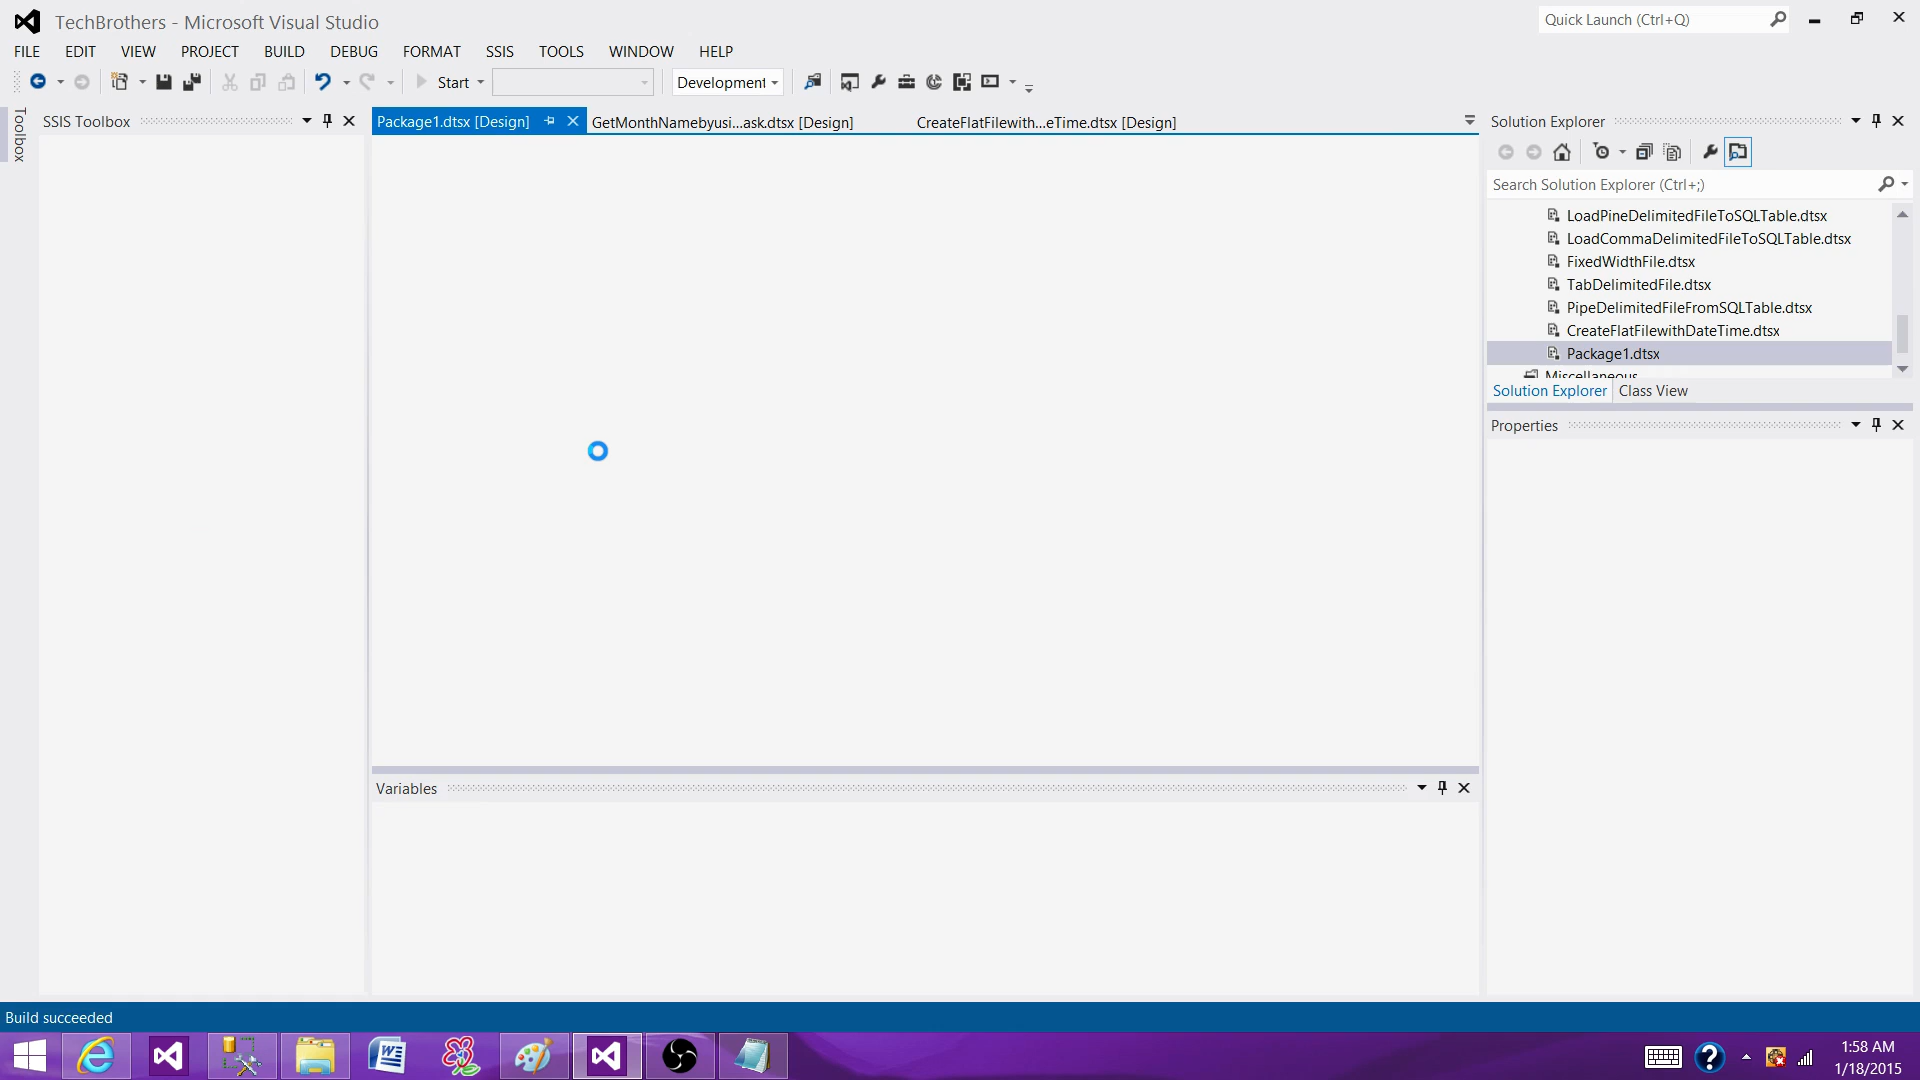 TechBrothers - Microsoft Visual Studio
Quick Launch (Ctrl+Q)
FILE EDIT VIEW PROJECT BUILD DEBUG FORMAT SSIS TOOLS WINDOW HELP
Start
Development
Toolbox
SSIS Toolbox
Package1.dtsx [Design]
GetMonthNamebyusi...ask.dtsx [Design]
CreateFlatFilewith...eTime.dtsx [Design]
Solution Explorer
Search Solution Explorer (Ctrl+;)
LoadPineDelimitedFileToSQLTable.dtsx
LoadCommaDelimitedFileToSQLTable.dtsx
FixedWidthFile.dtsx
TabDelimitedFile.dtsx
PipeDelimitedFileFromSQLTable.dtsx
CreateFlatFilewithDateTime.dtsx
Package1.dtsx
Miscellaneous
Solution Explorer Class View
Properties
Variables
Build succeeded
1:58 AM
1/18/2015